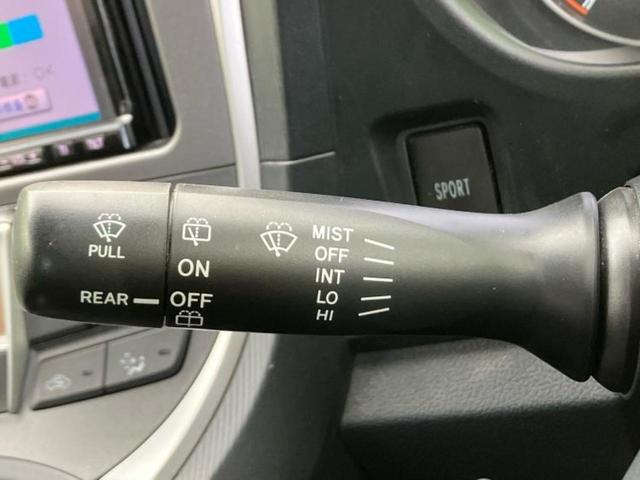 SPORT
PULL
REAR
ON
OFF
MIST
OFF
INT
LO
HI